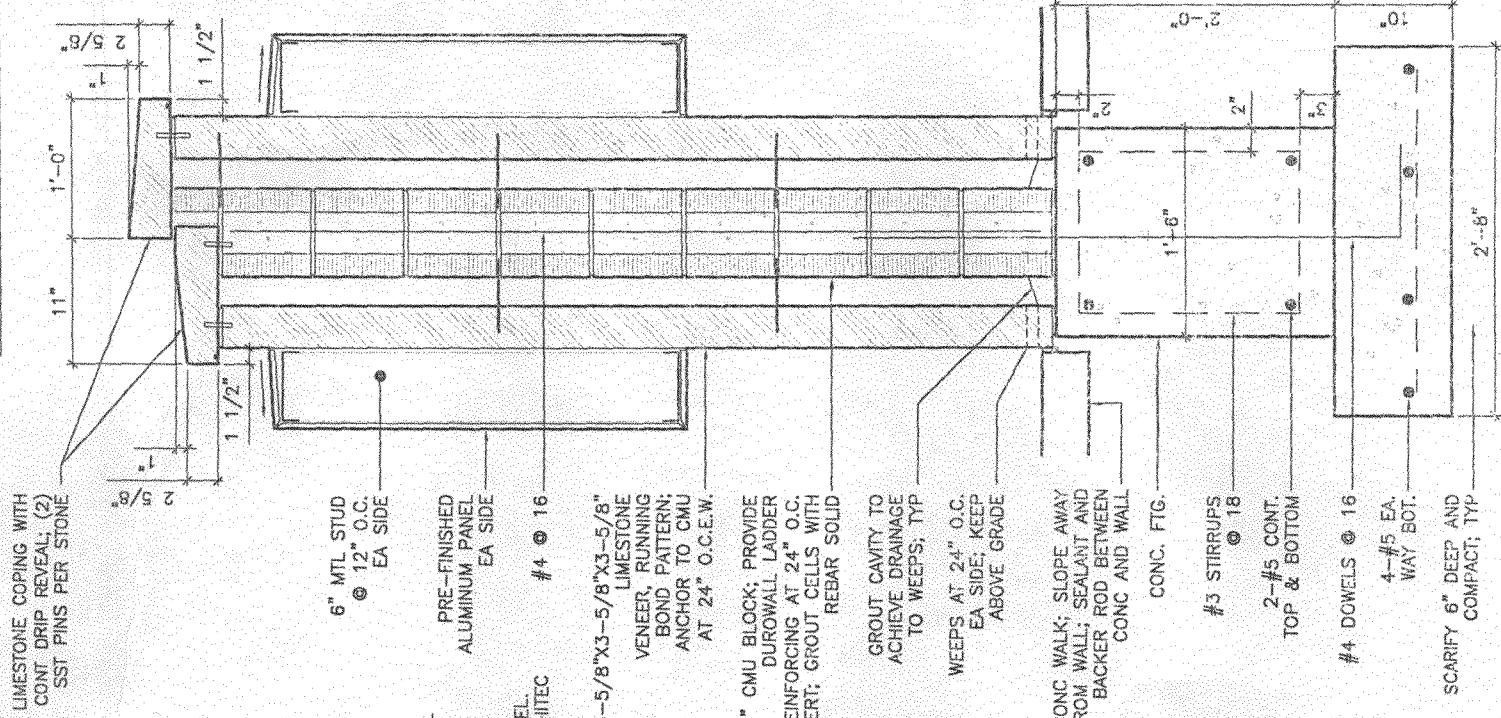 LIMESTONE COPING WITH
CONT DRIP REVEAL; (2)
SST PINS PER STONE
6" MTL STUD
@ 12" O.C.
EA SIDE
PRE-FINISHED
ALUMINUM PANEL
EA SIDE
#4 @ 16
EL.
HITEC
-5/8"X3-5/8"X3-5/8"
LIMESTONE
VENEER, RUNNING
BOND PATTERN;
ANCHOR TO CMU
AT 24" O.C.E.W.
" CMU BLOCK; PROVIDE
DUROWALL LADDER
EINFORCING AT 24" O.C.
ERT; GROUT CELLS WITH
REBAR SOLID
GROUT CAVITY TO
ACHIEVE DRAINAGE
TO WEEPS; TYP
WEEPS AT 24" O.C.
EA SIDE; KEEP
ABOVE GRADE
ONC WALK; SLOPE AWAY
ROM WALL; SEALANT AND
BACKER ROD BETWEEN
CONC AND WALL
CONC. FTG.
#3 STIRRUPS
@ 18
2-#5 CONT.
TOP & BOTTOM
#4 DOWELS @ 16
4-#5 EA.
WAY BOT.
SCARIFY 6" DEEP AND
COMPACT; TYP
2 5/8"
1"
1 1/2"
1'-0"
11"
1 1/2"
1"
2 5/8"
2'-0"
10"
2"
2"
3"
1'-6"
2'-8"